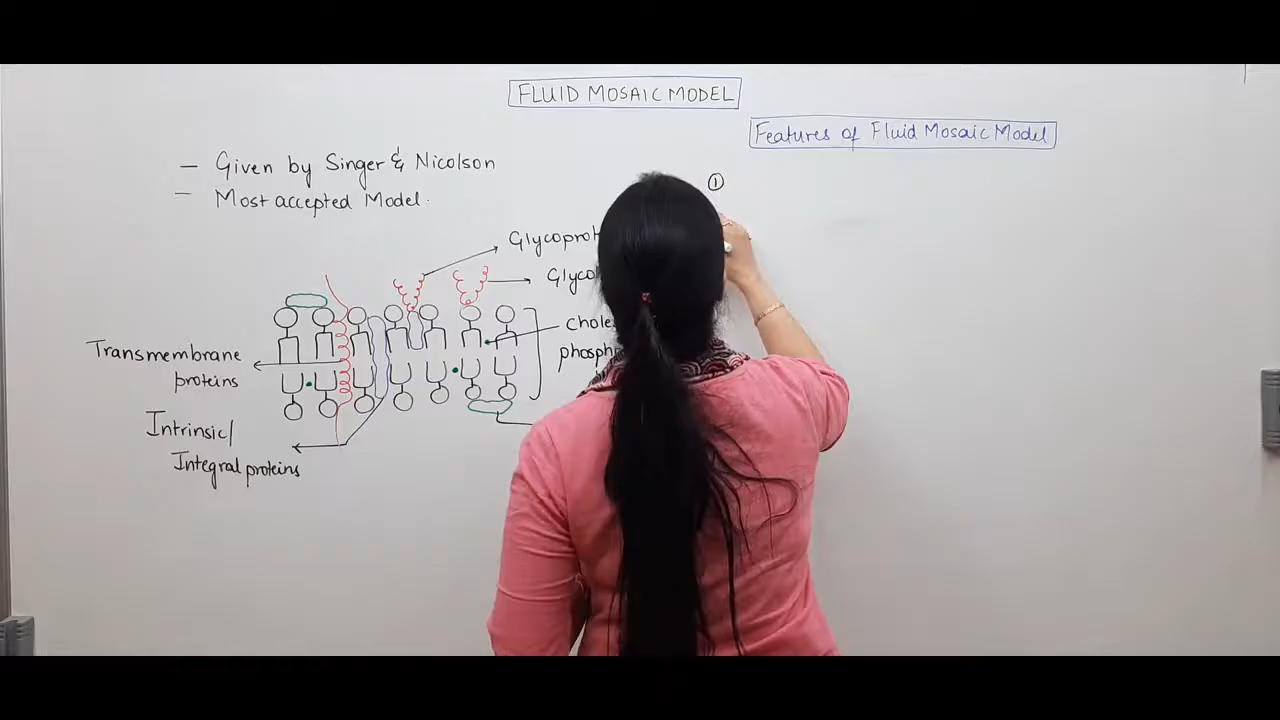 FLUID MOSAIC MODEL
Features of Fluid Mosaic Model
– Given by Singer & Nicolson
– Most accepted Model.
①
Transmembrane
proteins
Intrinsic/
Integral proteins